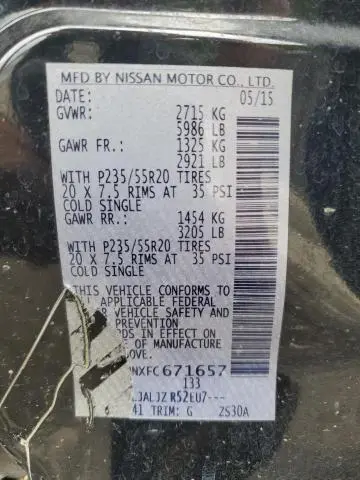 MFD BY NISSAN MOTOR CO., LTD.
DATE: 05/15
GVWR: 2715 KG
5986 LB
GAWR FR.: 1325 KG
2921 LB
WITH P235/55R20 TIRES
20 X 7.5 RIMS AT 35 PSI
COLD SINGLE
GAWR RR.: 1454 KG
3205 LB
WITH P235/55R20 TIRES
20 X 7.5 RIMS AT 35 PSI
COLD SINGLE
THIS VEHICLE CONFORMS TO
APPLICABLE FEDERAL
VEHICLE SAFETY AND
PREVENTION
IN EFFECT ON
MANUFACTURE
671657
133
41 TRIM: G ZS30A